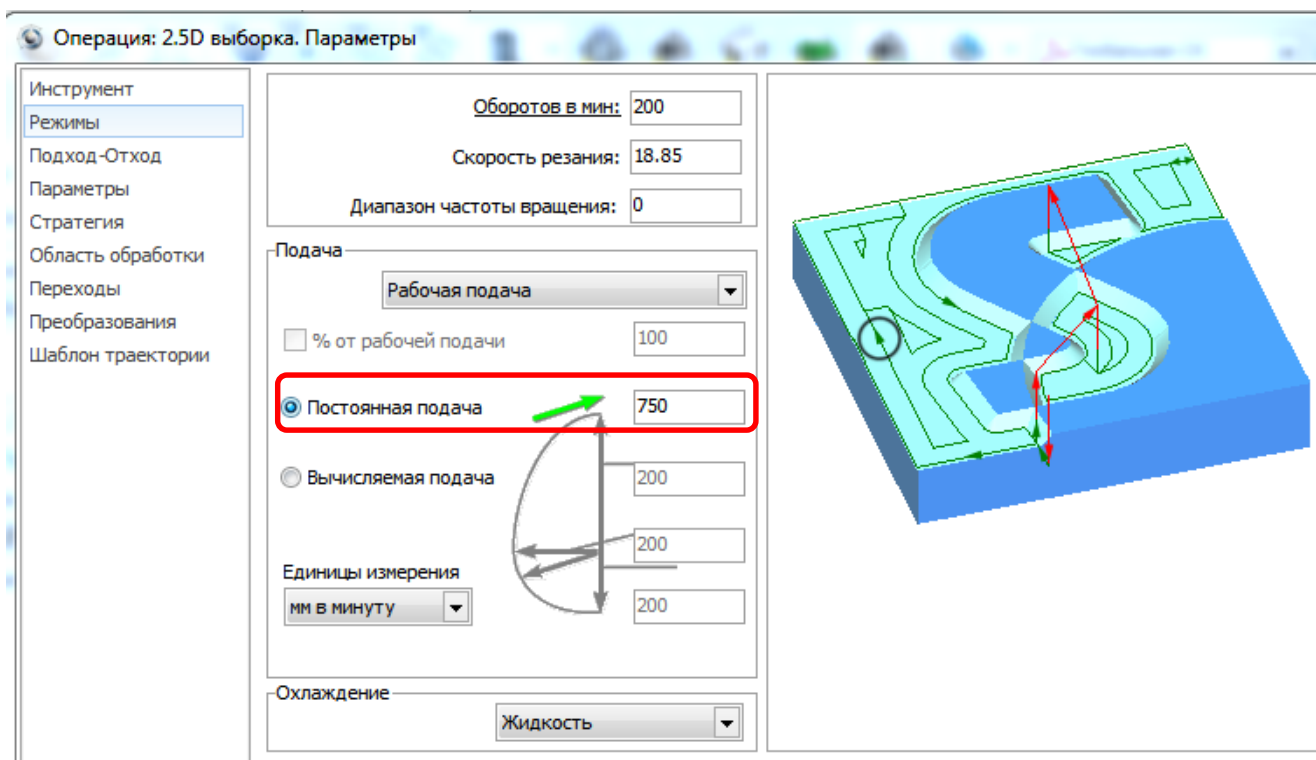 Операция: 2.5D выборка. Параметры
Инструмент
Режимы
Подход-Отход
Параметры
Стратегия
Область обработки
Переходы
Преобразования
Шаблон траектории
Оборотов в мин: 200
Скорость резания: 18.85
Диапазон частоты вращения: 0
Подача
Рабочая подача
% от рабочей подачи 100
Постоянная подача 750
Вычисляемая подача 200
200
Единицы измерения
мм в минуту 200
Охлаждение
Жидкость